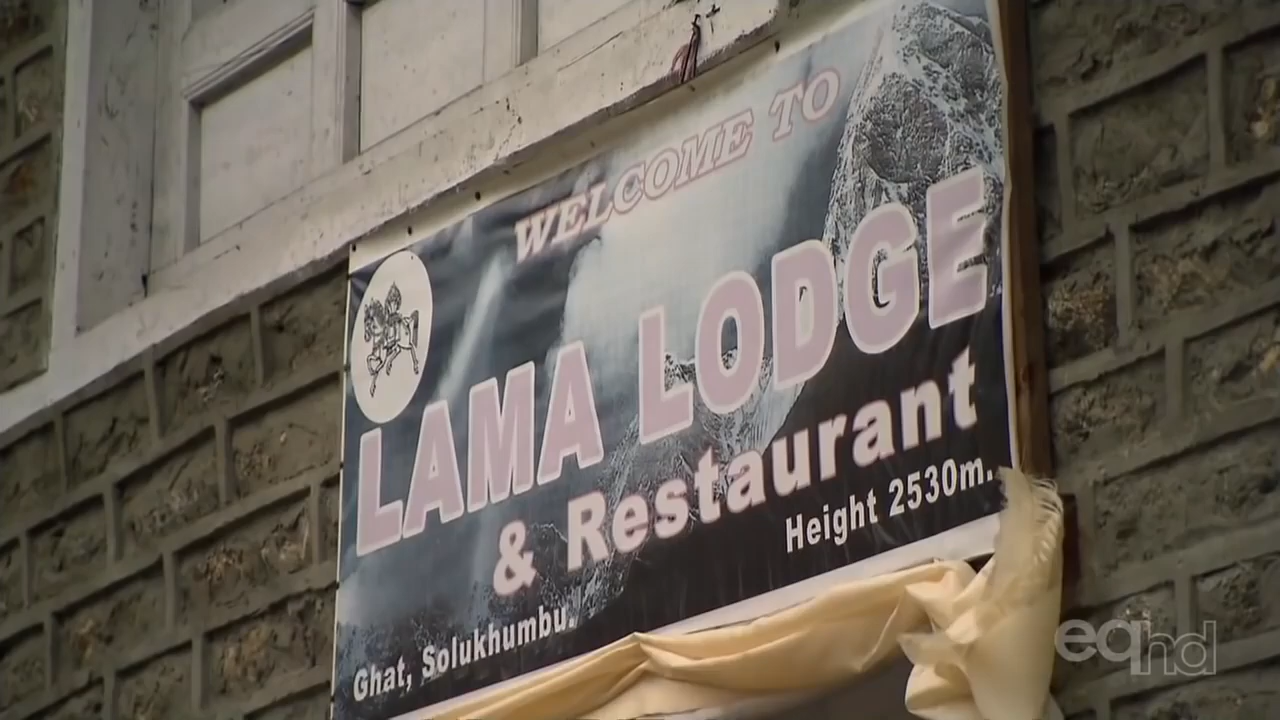 WELCOME TO
LAMA LODGE
& Restaurant
Height 2530m.
Ghat, Solukhumbu.
eqhd